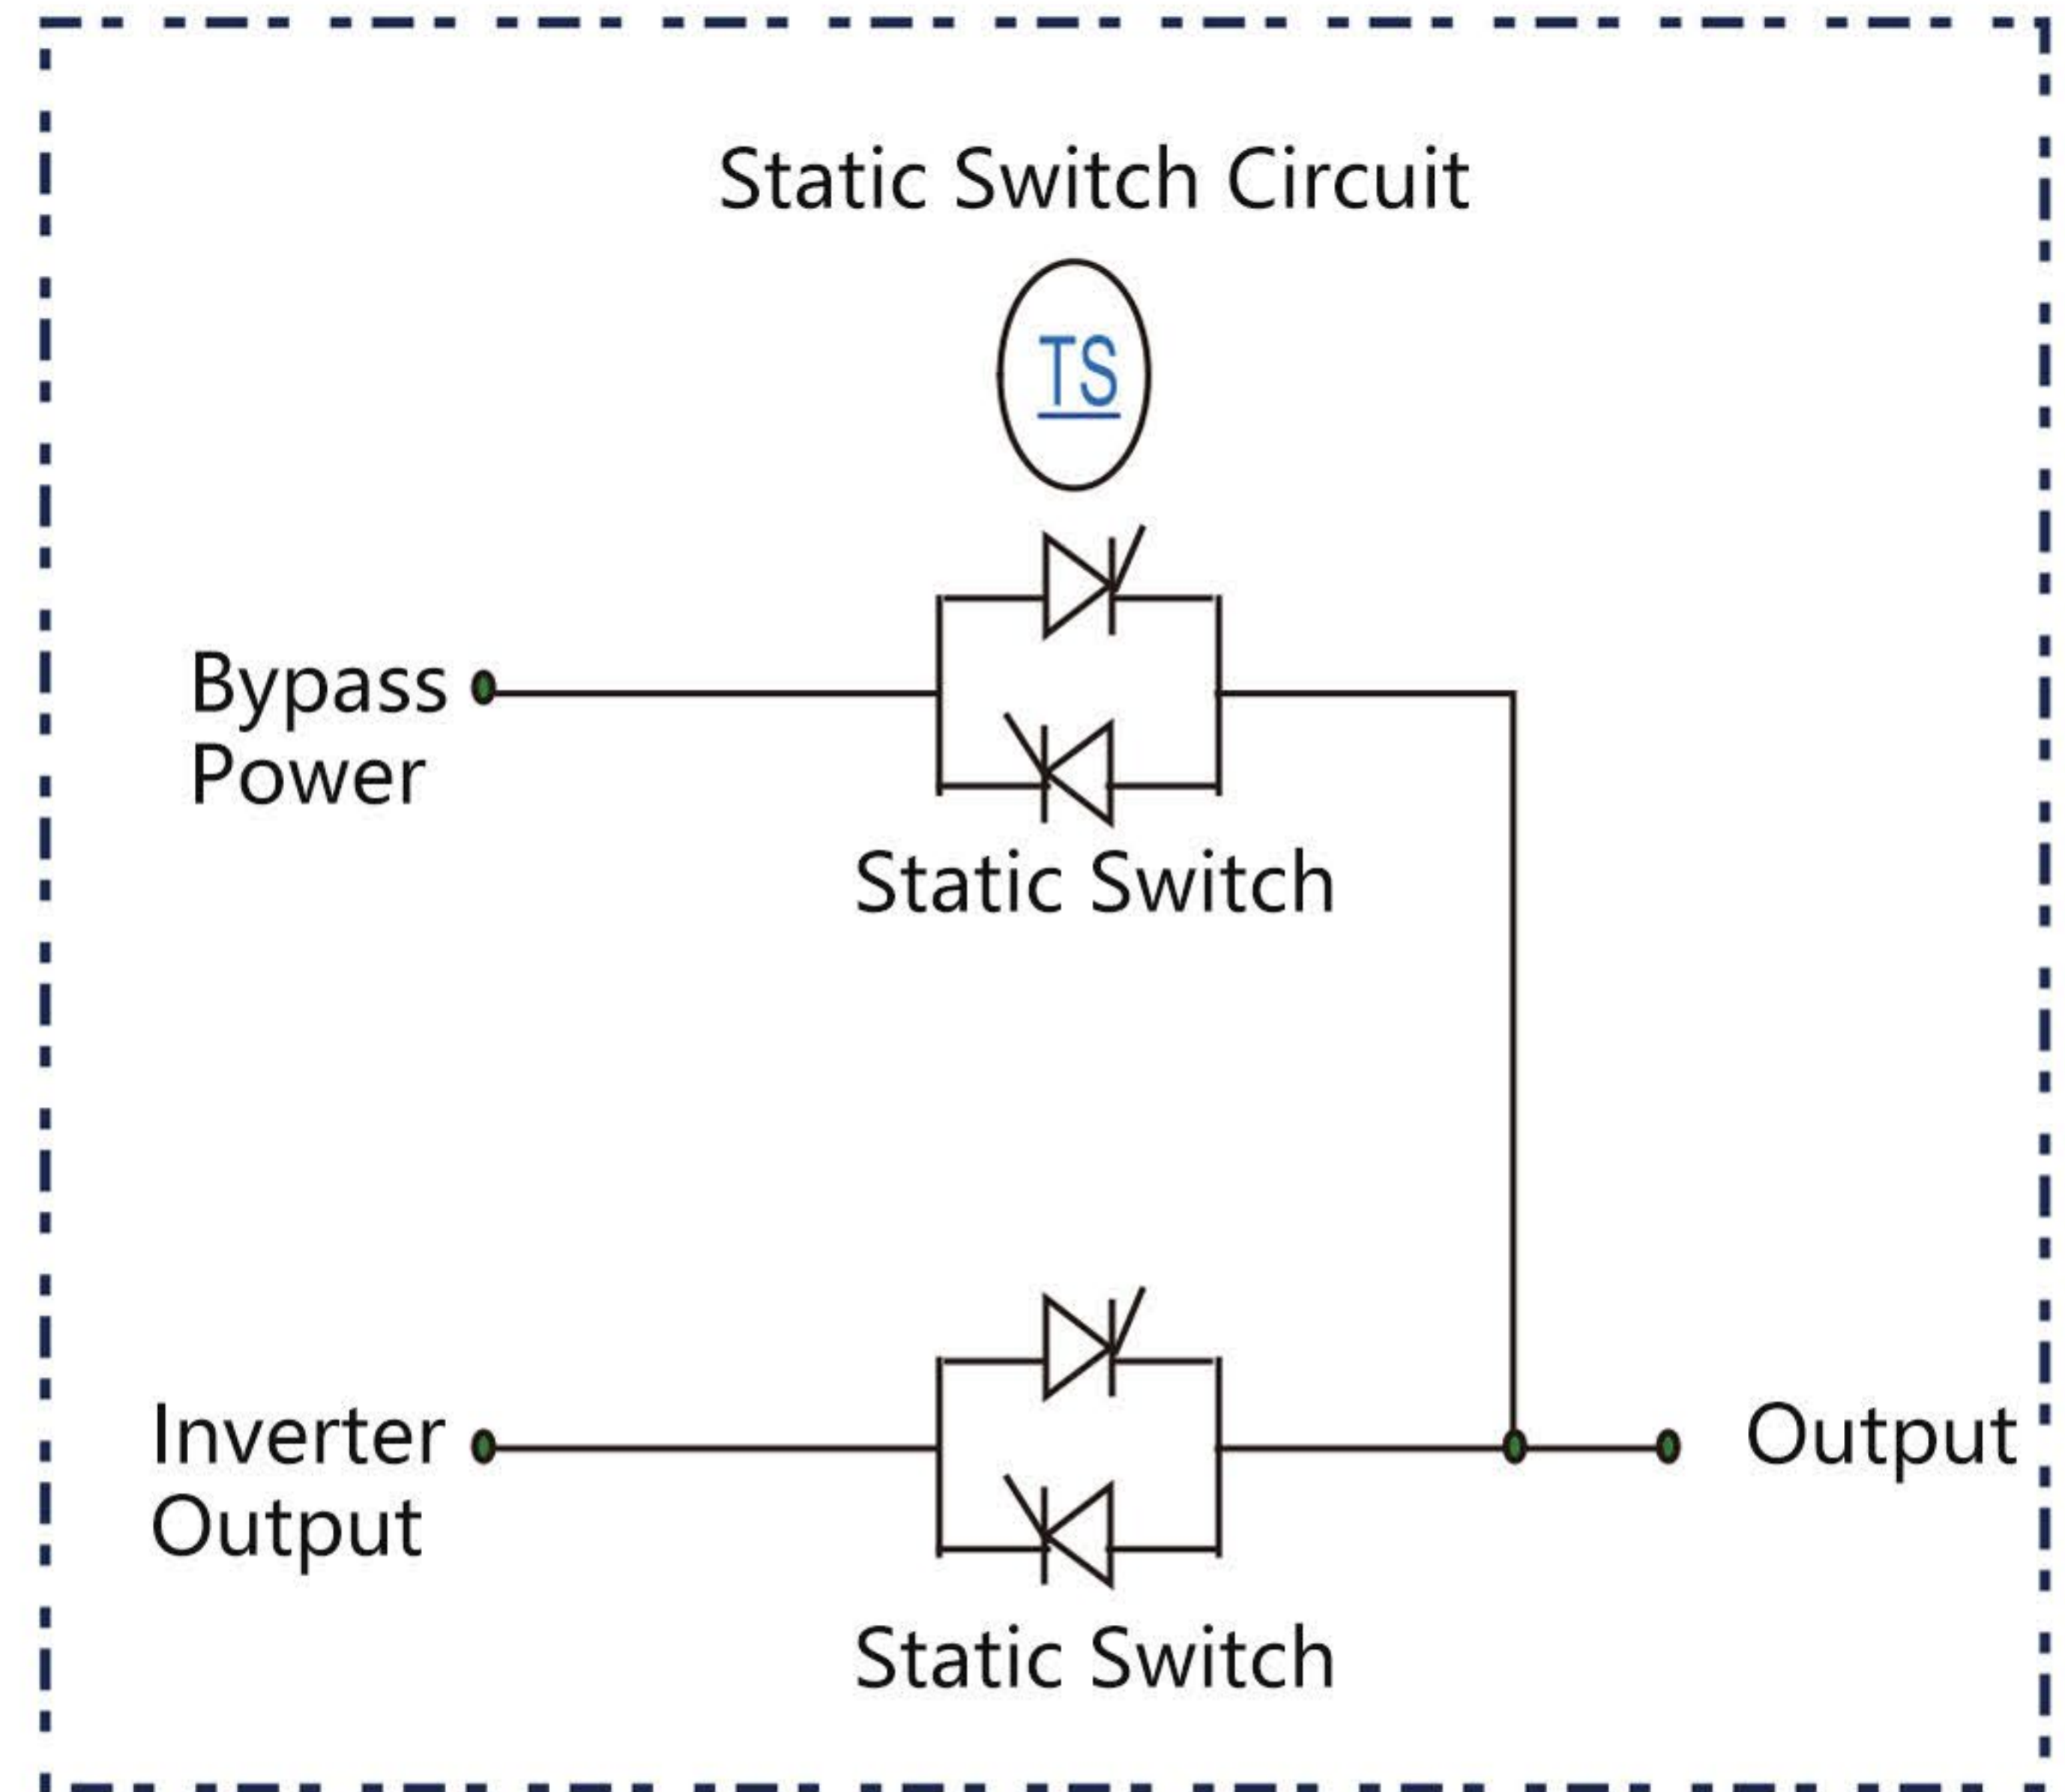 Static Switch Circuit
TS
Bypass
Power
Static Switch
Inverter
Output
Output
Static Switch